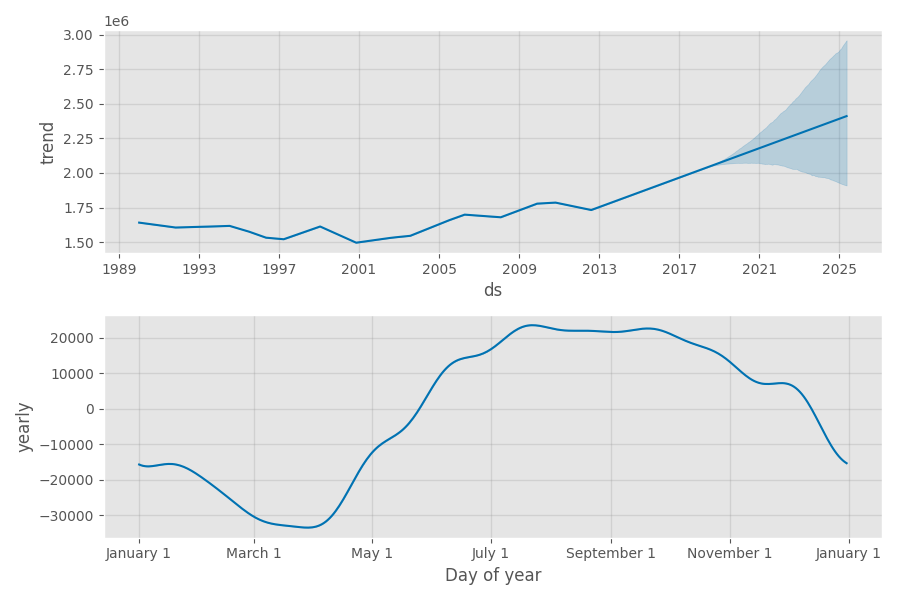 1e6
3.00
2.75
2.50
2.25
2.00
1.75
1.50
trend
1989 1993 1997 2001 2005 2009 2013 2017 2021 2025
ds
20000
10000
0
−10000
−20000
−30000
yearly
January 1 March 1 May 1 July 1 September 1 November 1 January 1
Day of year